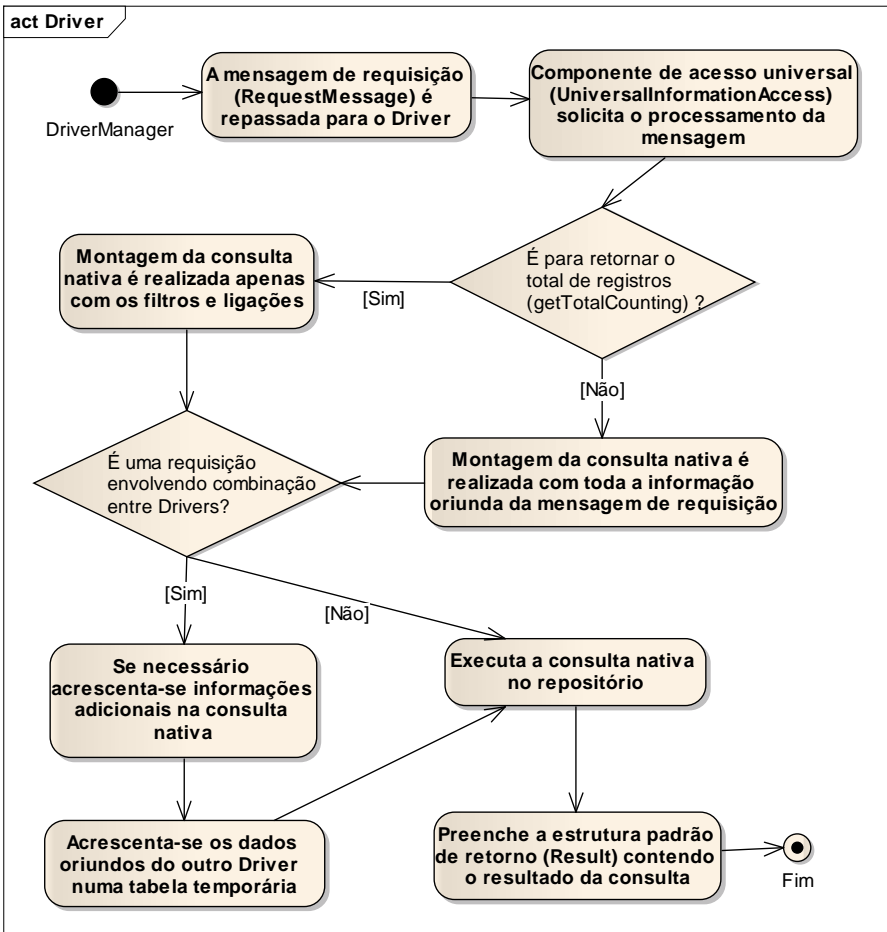 act Driver
DriverManager
A mensagem de requisição
(RequestMessage) é
repassada para o Driver
Componente de acesso universal
(UniversalInformationAccess)
solicita o processamento da
mensagem
É para retornar o
total de registros
(getTotalCounting) ?
[Sim]
Montagem da consulta
nativa é realizada apenas
com os filtros e ligações
[Não]
Montagem da consulta nativa é
realizada com toda a informação
oriunda da mensagem de requisição
É uma requisição
envolvendo combinação
entre Drivers?
[Sim]
[Não]
Se necessário
acrescenta-se informações
adicionais na consulta
nativa
Executa a consulta nativa
no repositório
Acrescenta-se os dados
oriundos do outro Driver
numa tabela temporária
Preenche a estrutura padrão
de retorno (Result) contendo
o resultado da consulta
Fim